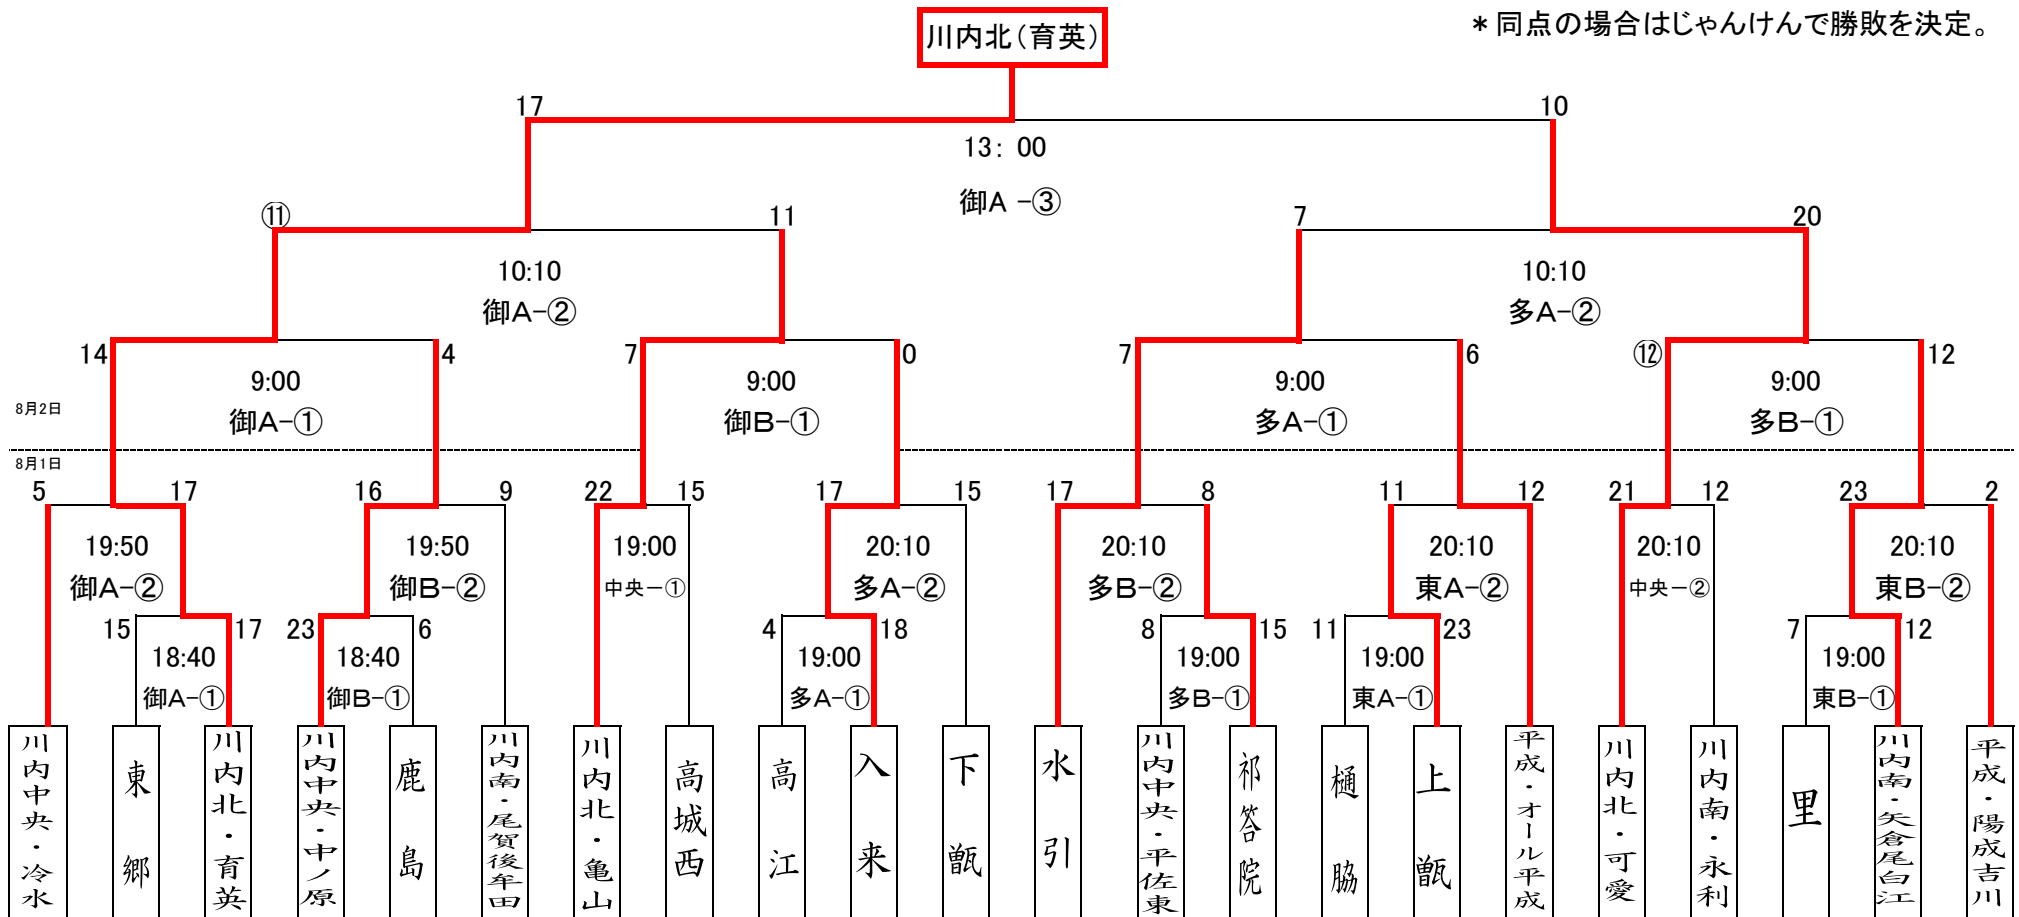 川内北（育英）
＊同点の場合はじゃんけんで勝敗を決定。
17 10
13：00
御A－③
⑪ 11 7 20
10:10 10:10
御A-② 多A-②
14 4 7 0 7 6 ⑫ 12
9:00 9:00 9:00 9:00
御A-① 御B-① 多A-① 多B-①
8月2日
8月1日
5 17 16 9 22 15 17 15 17 8 11 12 21 12 23 2
19:50 19:50 19:00 20:10 20:10 20:10 20:10 20:10
御A-② 御B-② 中央－① 多A-② 多B-② 東A-② 中央－② 東B-②
15 17 23 6 4 18 8 15 11 23 7 12
18:40 18:40 19:00 19:00 19:00 19:00
御A-① 御B-① 多A-① 多B-① 東A-① 東B-①
川内中央・冷水
東郷
川内北・育英
川内中央・中ノ原
鹿島
川内南・尾賀後牟田
川内北・亀山
高城西
高江
入来
下甑
水引
川内中央・平佐東
祁答院
樋脇
上甑
平成・オール平成
川内北・可愛
川内南・永利
里
川内南・矢倉尾白江
平成・陽成吉川